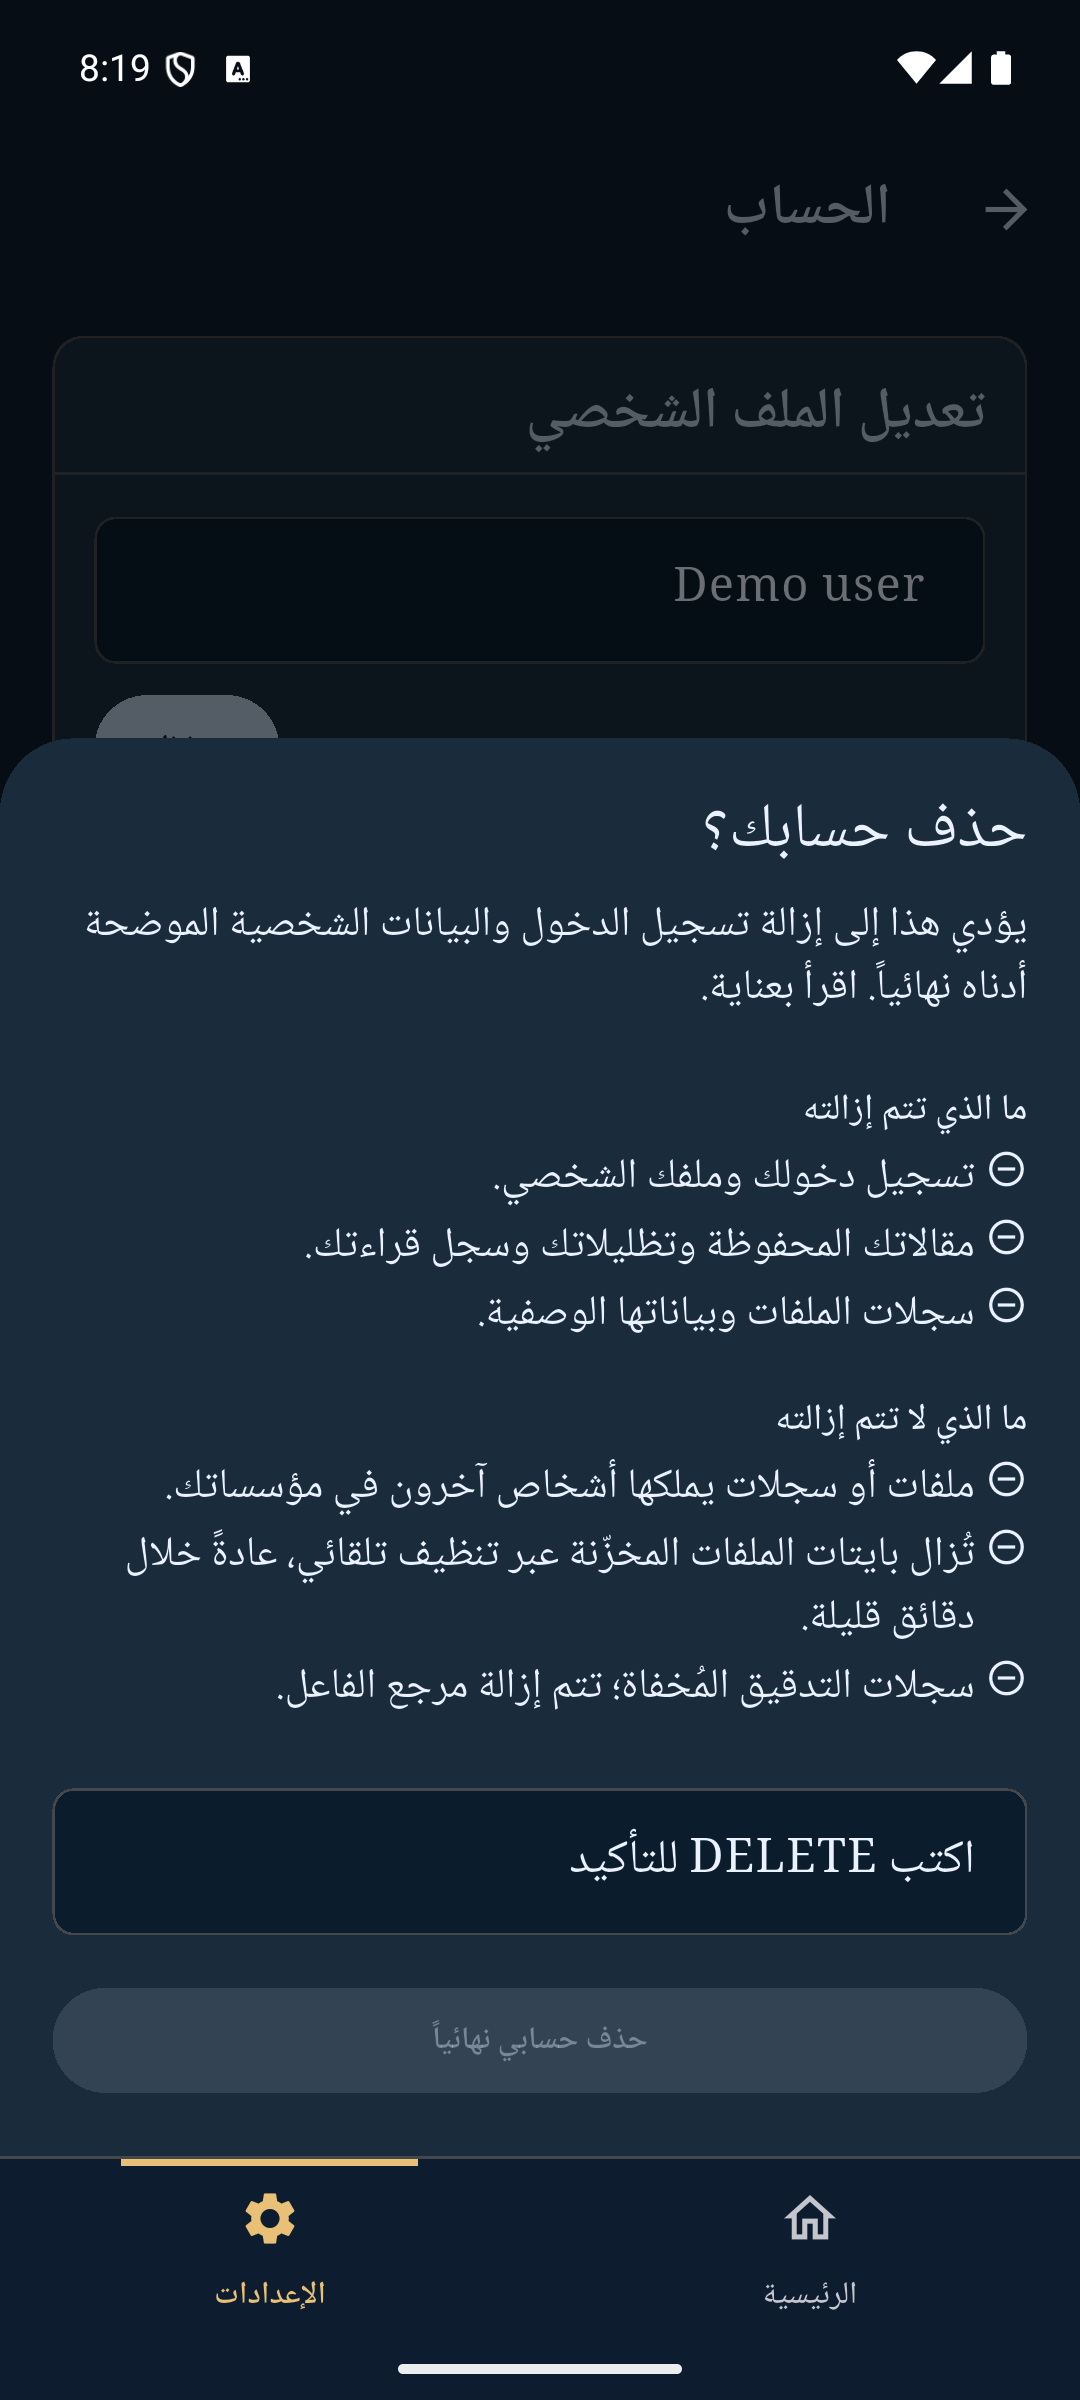 8:19
الحساب
تعديل الملف الشخصي
Demo user
حذف حسابك؟
يؤدي هذا إلى إزالة تسجيل الدخول والبيانات الشخصية الموضحة
أدناه نهائياً. اقرأ بعناية.
ما الذي تتم إزالته
تسجيل دخولك وملفك الشخصي.
مقالاتك المحفوظة وتظليلاتك وسجل قراءتك.
سجلات الملفات وبياناتها الوصفية.
ما الذي لا تتم إزالته
ملفات أو سجلات يملكها أشخاص آخرون في مؤسساتك.
تُزال بايتات الملفات المخزّنة عبر تنظيف تلقائي، عادةً خلال
دقائق قليلة.
سجلات التدقيق المُخفاة؛ تتم إزالة مرجع الفاعل.
اكتب DELETE للتأكيد
حذف حسابي نهائياً
الرئيسية
الإعدادات